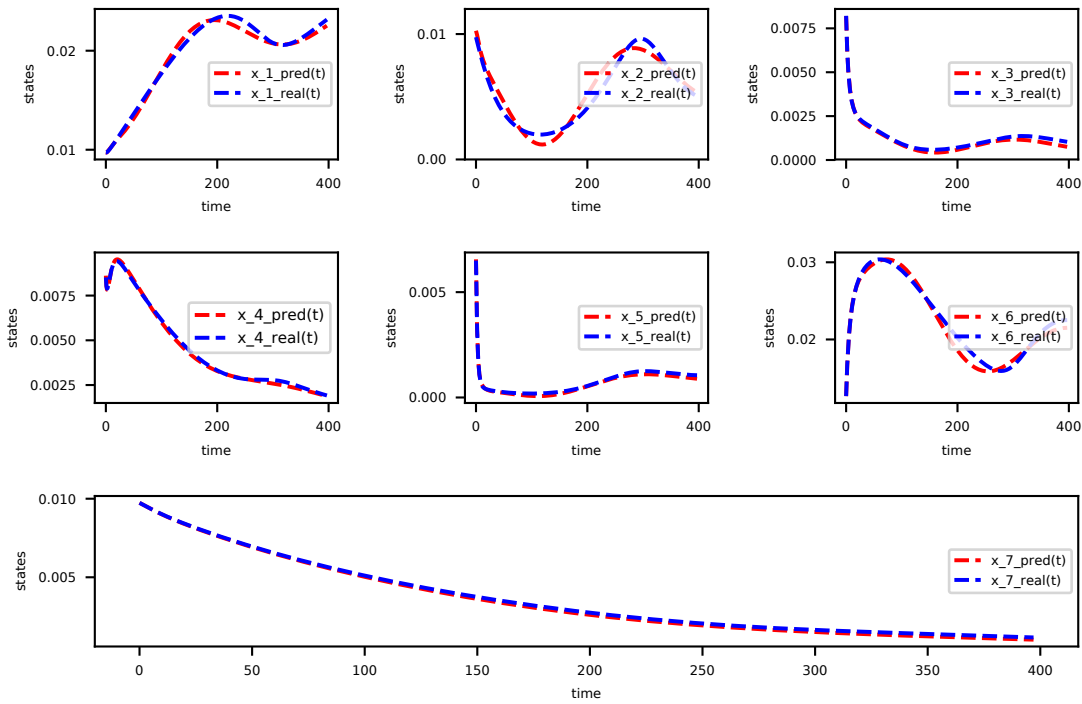 0.02
0.01
states
x_1_pred(t)
x_1_real(t)
0 200 400
time
0.01
0.00
states
x_2_pred(t)
x_2_real(t)
0 200 400
time
0.0075
0.0050
0.0025
0.0000
states
x_3_pred(t)
x_3_real(t)
0 200 400
time
0.0075
0.0050
0.0025
states
x_4_pred(t)
x_4_real(t)
0 200 400
time
0.005
0.000
states
x_5_pred(t)
x_5_real(t)
0 200 400
time
0.03
0.02
states
x_6_pred(t)
x_6_real(t)
0 200 400
time
0.010
0.005
states
x_7_pred(t)
x_7_real(t)
0 50 100 150 200 250 300 350 400
time